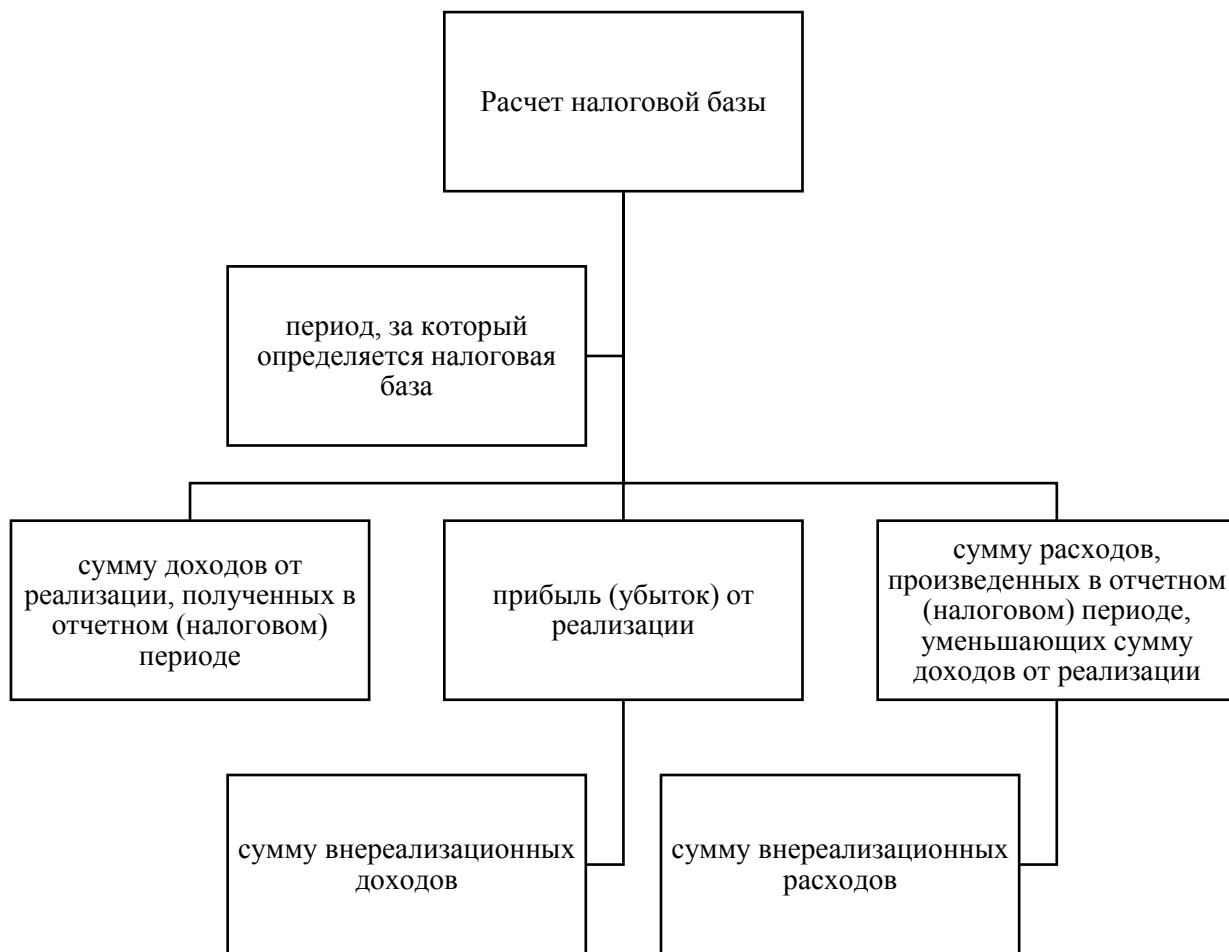 Расчет налоговой базы
период, за который
определяется налоговая
база
сумму доходов от
реализации, полученных в
отчетном (налоговом)
периоде
прибыль (убыток) от
реализации
сумму расходов,
произведенных в отчетном
(налоговом) периоде,
уменьшающих сумму
доходов от реализации
сумму внереализационных
доходов
сумму внереализационных
расходов